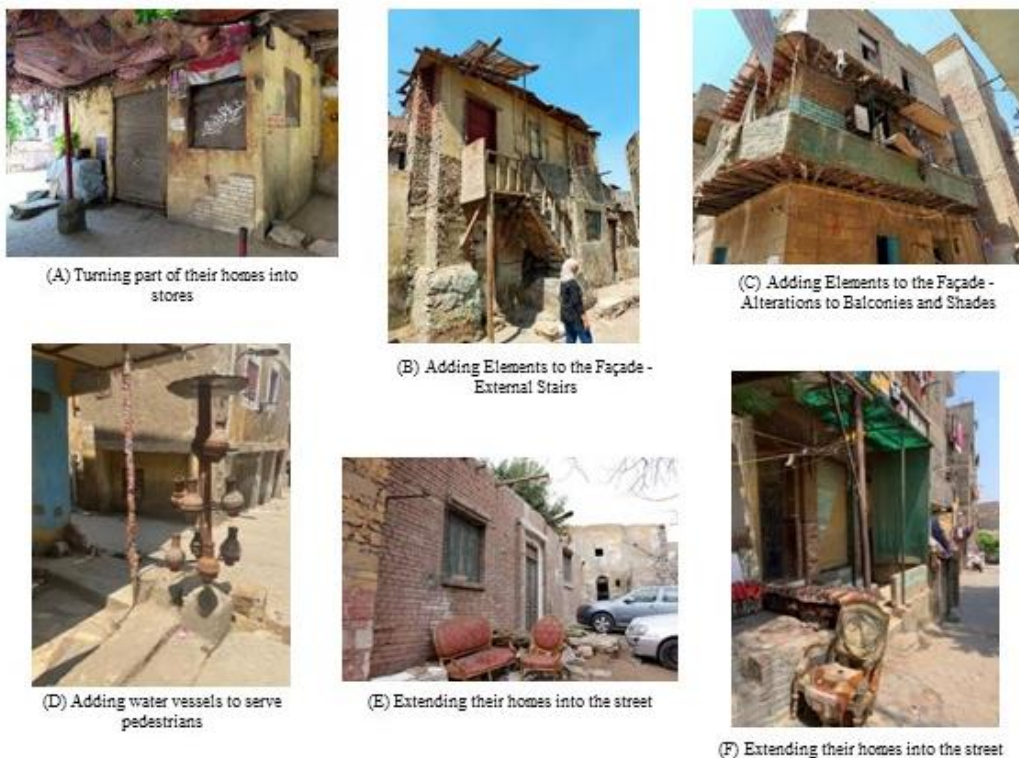 (A) Turning part of their homes into
stores
(B) Adding Elements to the Façade -
External Stairs
(C) Adding Elements to the Façade -
Alterations to Balconies and Shades
(D) Adding water vessels to serve
pedestrians
(E) Extending their homes into the street
(F) Extending their homes into the street